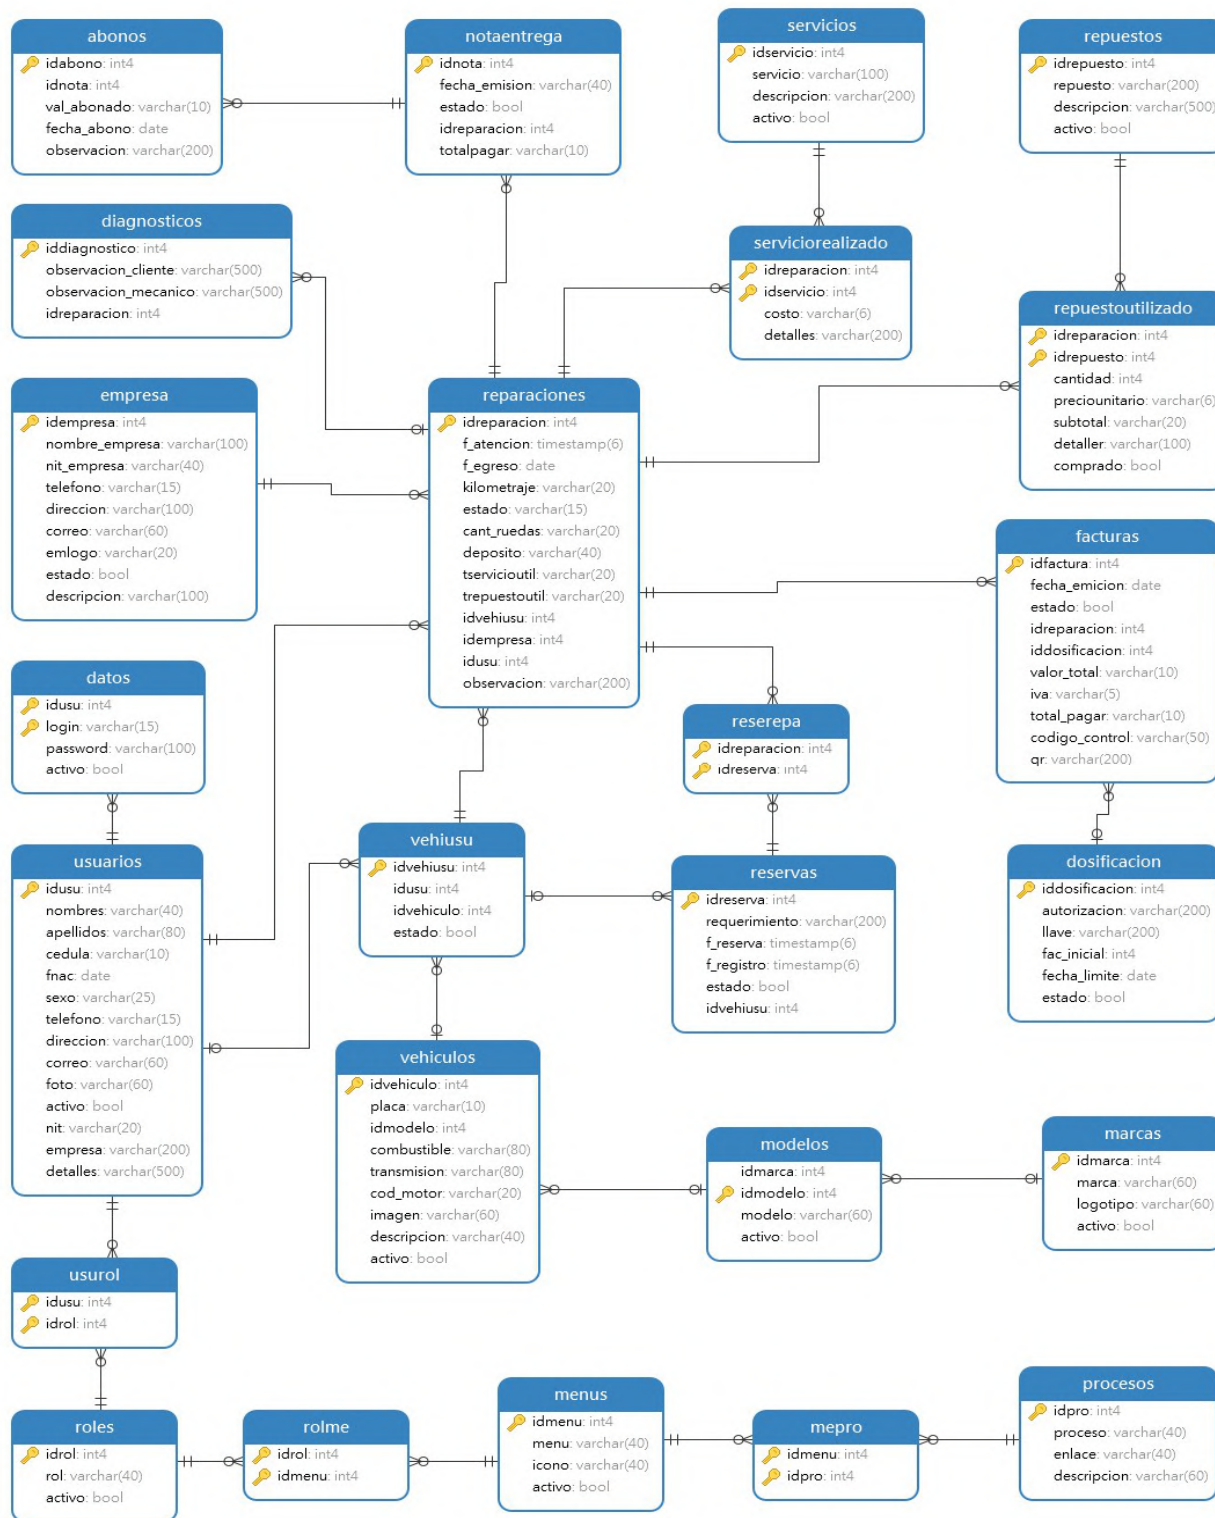 abonos
idabono: int4
idnota: int4
val_abonado: varchar(10)
fecha_abono: date
observacion: varchar(200)
notaentrega
idnota: int4
fecha_emision: varchar(40)
estado: bool
idreparacion: int4
totalpagar: varchar(10)
servicios
idservicio: int4
servicio: varchar(100)
descripcion: varchar(200)
activo: bool
repuestos
idrepuesto: int4
repuesto: varchar(200)
descripcion: varchar(500)
activo: bool
diagnosticos
iddiagnostico: int4
observacion_cliente: varchar(500)
observacion_mecanico: varchar(500)
idreparacion: int4
serviciorealizado
idreparacion: int4
idservicio: int4
costo: varchar(6)
detalles: varchar(200)
repuestoutilizado
idreparacion: int4
idrepuesto: int4
cantidad: int4
preciounitario: varchar(6)
subtotal: varchar(20)
detaller: varchar(100)
comprado: bool
empresa
idempresa: int4
nombre_empresa: varchar(100)
nit_empresa: varchar(40)
telefono: varchar(15)
direccion: varchar(100)
correo: varchar(60)
emlogo: varchar(20)
estado: bool
descripcion: varchar(100)
reparaciones
idreparacion: int4
f_atencion: timestamp(6)
f_egreso: date
kilometraje: varchar(20)
estado: varchar(15)
cant_ruedas: varchar(20)
deposito: varchar(40)
tservicioutil: varchar(20)
trepuestoutil: varchar(20)
idvehiusu: int4
idempresa: int4
idusu: int4
observacion: varchar(200)
facturas
idfactura: int4
fecha_emicion: date
estado: bool
idreparacion: int4
iddosificacion: int4
valor_total: varchar(10)
iva: varchar(5)
total_pagar: varchar(10)
codigo_control: varchar(50)
qr: varchar(200)
datos
idusu: int4
login: varchar(15)
password: varchar(100)
activo: bool
reserepa
idreparacion: int4
idreserva: int4
usuarios
idusu: int4
nombres: varchar(40)
apellidos: varchar(80)
cedula: varchar(10)
fnac: date
sexo: varchar(25)
telefono: varchar(15)
direccion: varchar(100)
correo: varchar(60)
foto: varchar(60)
activo: bool
nit: varchar(20)
empresa: varchar(200)
detalles: varchar(500)
vehiusu
idvehiusu: int4
idusu: int4
idvehiculo: int4
estado: bool
reservas
idreserva: int4
requerimiento: varchar(200)
f_reserva: timestamp(6)
f_registro: timestamp(6)
estado: bool
idvehiusu: int4
dosificacion
iddosificacion: int4
autorizacion: varchar(200)
llave: varchar(200)
fac_inicial: int4
fecha_limite: date
estado: bool
vehiculos
idvehiculo: int4
placa: varchar(10)
idmodelo: int4
combustible: varchar(80)
transmision: varchar(80)
cod_motor: varchar(20)
imagen: varchar(60)
descripcion: varchar(40)
activo: bool
modelos
idmarca: int4
idmodelo: int4
modelo: varchar(60)
activo: bool
marcas
idmarca: int4
marca: varchar(60)
logotipo: varchar(60)
activo: bool
usurol
idusu: int4
idrol: int4
roles
idrol: int4
rol: varchar(40)
activo: bool
rolme
idrol: int4
idmenu: int4
menus
idmenu: int4
menu: varchar(40)
icono: varchar(40)
activo: bool
mepro
idmenu: int4
idpro: int4
procesos
idpro: int4
proceso: varchar(40)
enlace: varchar(40)
descripcion: varchar(60)